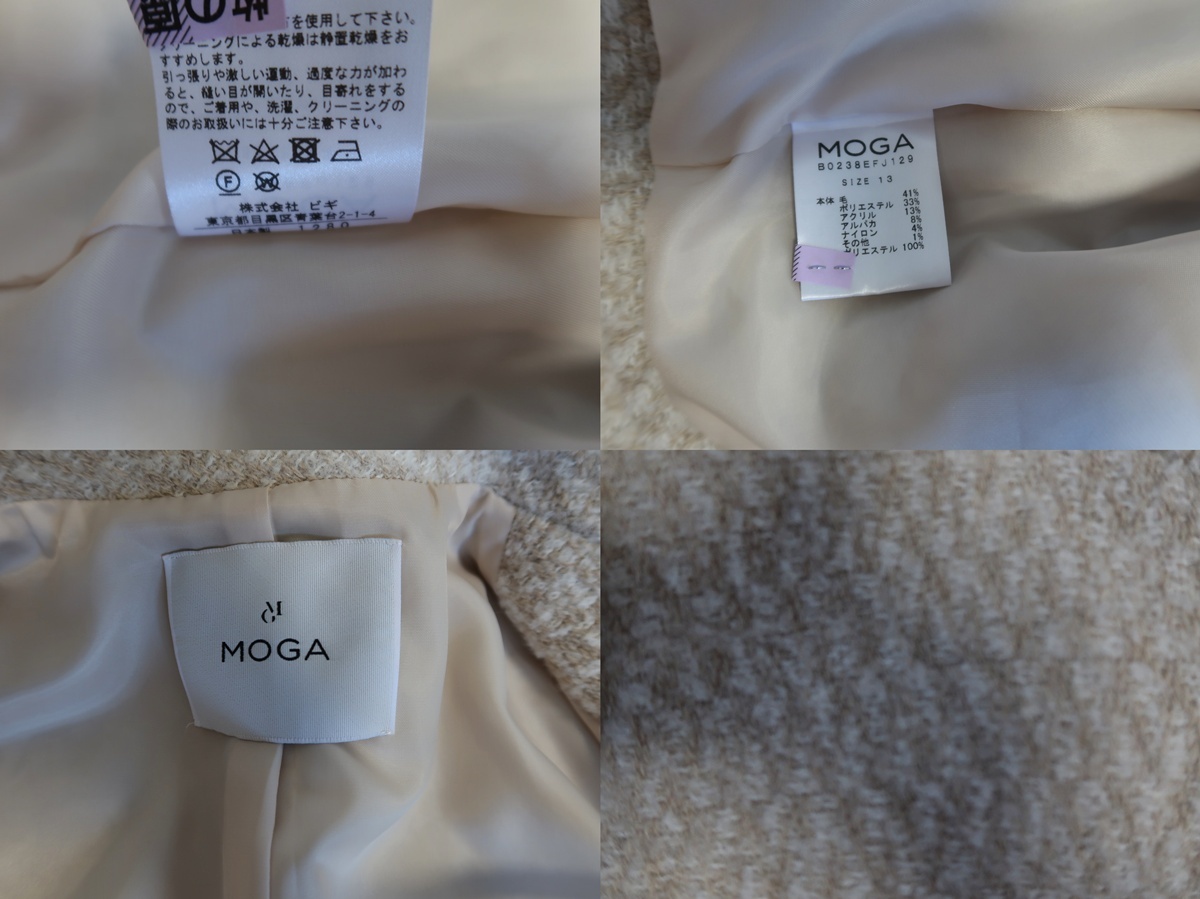 方を使用して下さい。
クリーニングによる乾燥は静置乾燥をお
すすめします。
引っ張りや激しい運動、過度な力が加わ
ると、縫い目が開いたり、目寄れをする
ので、ご着用や、洗濯、クリーニングの
際のお取扱いには十分ご注意下さい。
F
W
株式会社 ビギ
東京都目黒区青葉台2-1-4
日本製 1280
MOGA
B0238EFJ129
SIZE 13
本体 毛 41%
ポリエステル 33%
アクリル 13%
アルパカ 8%
ナイロン 4%
その他 1%
リエステル 100%
MOGA